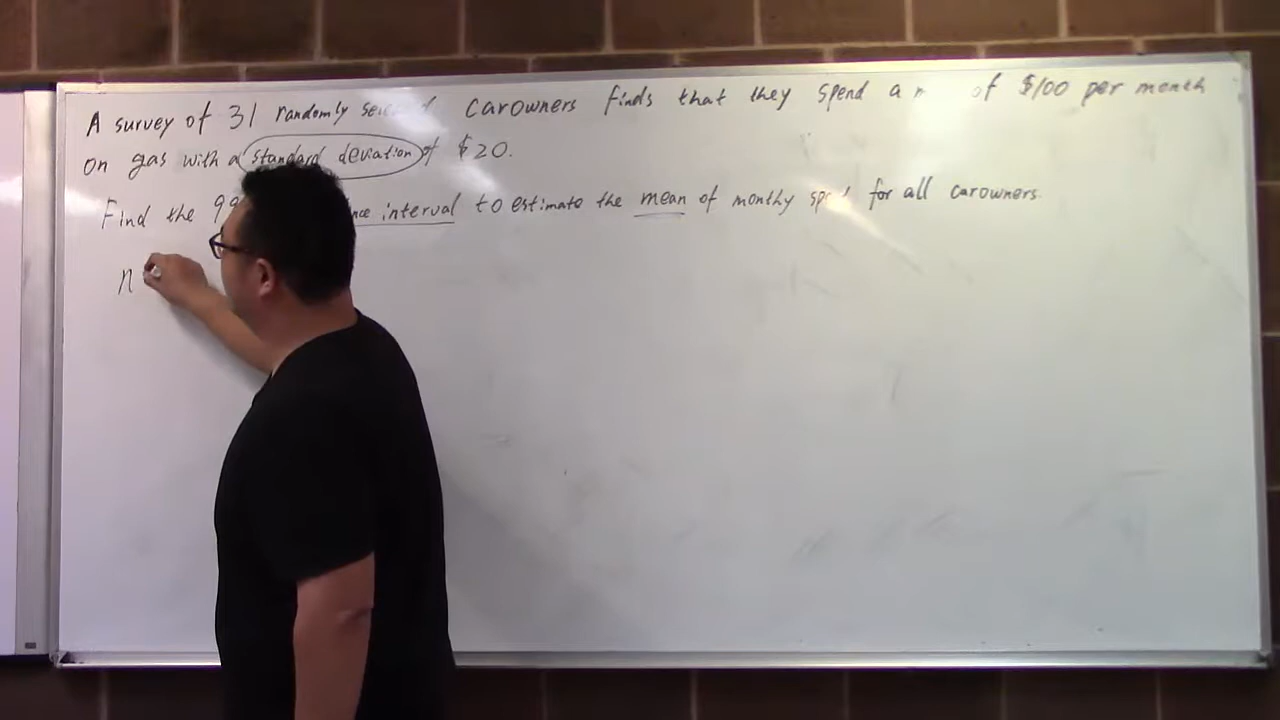 A survey of 31 randomly carowners finds that they spend a of $100 per month
on gas with a standard deviation of $20.
Find the interval to estimate the mean of monthly for all carowners.
n